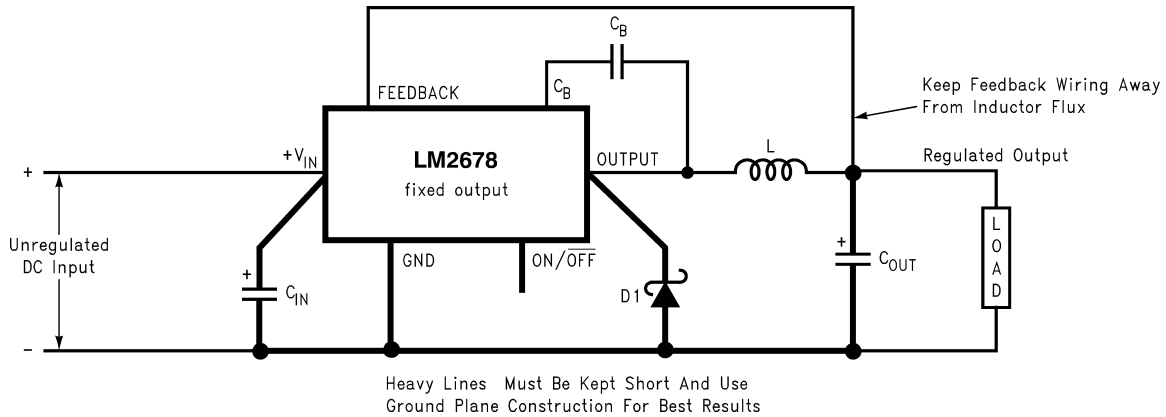 C_B
FEEDBACK
C_B
Keep Feedback Wiring Away
From Inductor Flux
+V_IN
LM2678
fixed output
OUTPUT
L
Regulated Output
+
Unregulated
DC Input
+
C_IN
GND
ON/O̅F̅F̅
D1
+
C_OUT
LOAD
−
Heavy Lines Must Be Kept Short And Use
Ground Plane Construction For Best Results